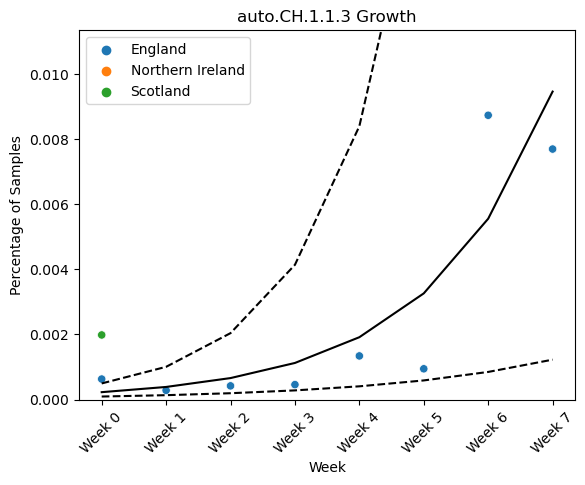 auto.CH.1.1.3 Growth
England
Northern Ireland
Scotland
Percentage of Samples
0.010
0.008
0.006
0.004
0.002
0.000
Week 0
Week 1
Week 2
Week 3
Week 4
Week 5
Week 6
Week 7
Week